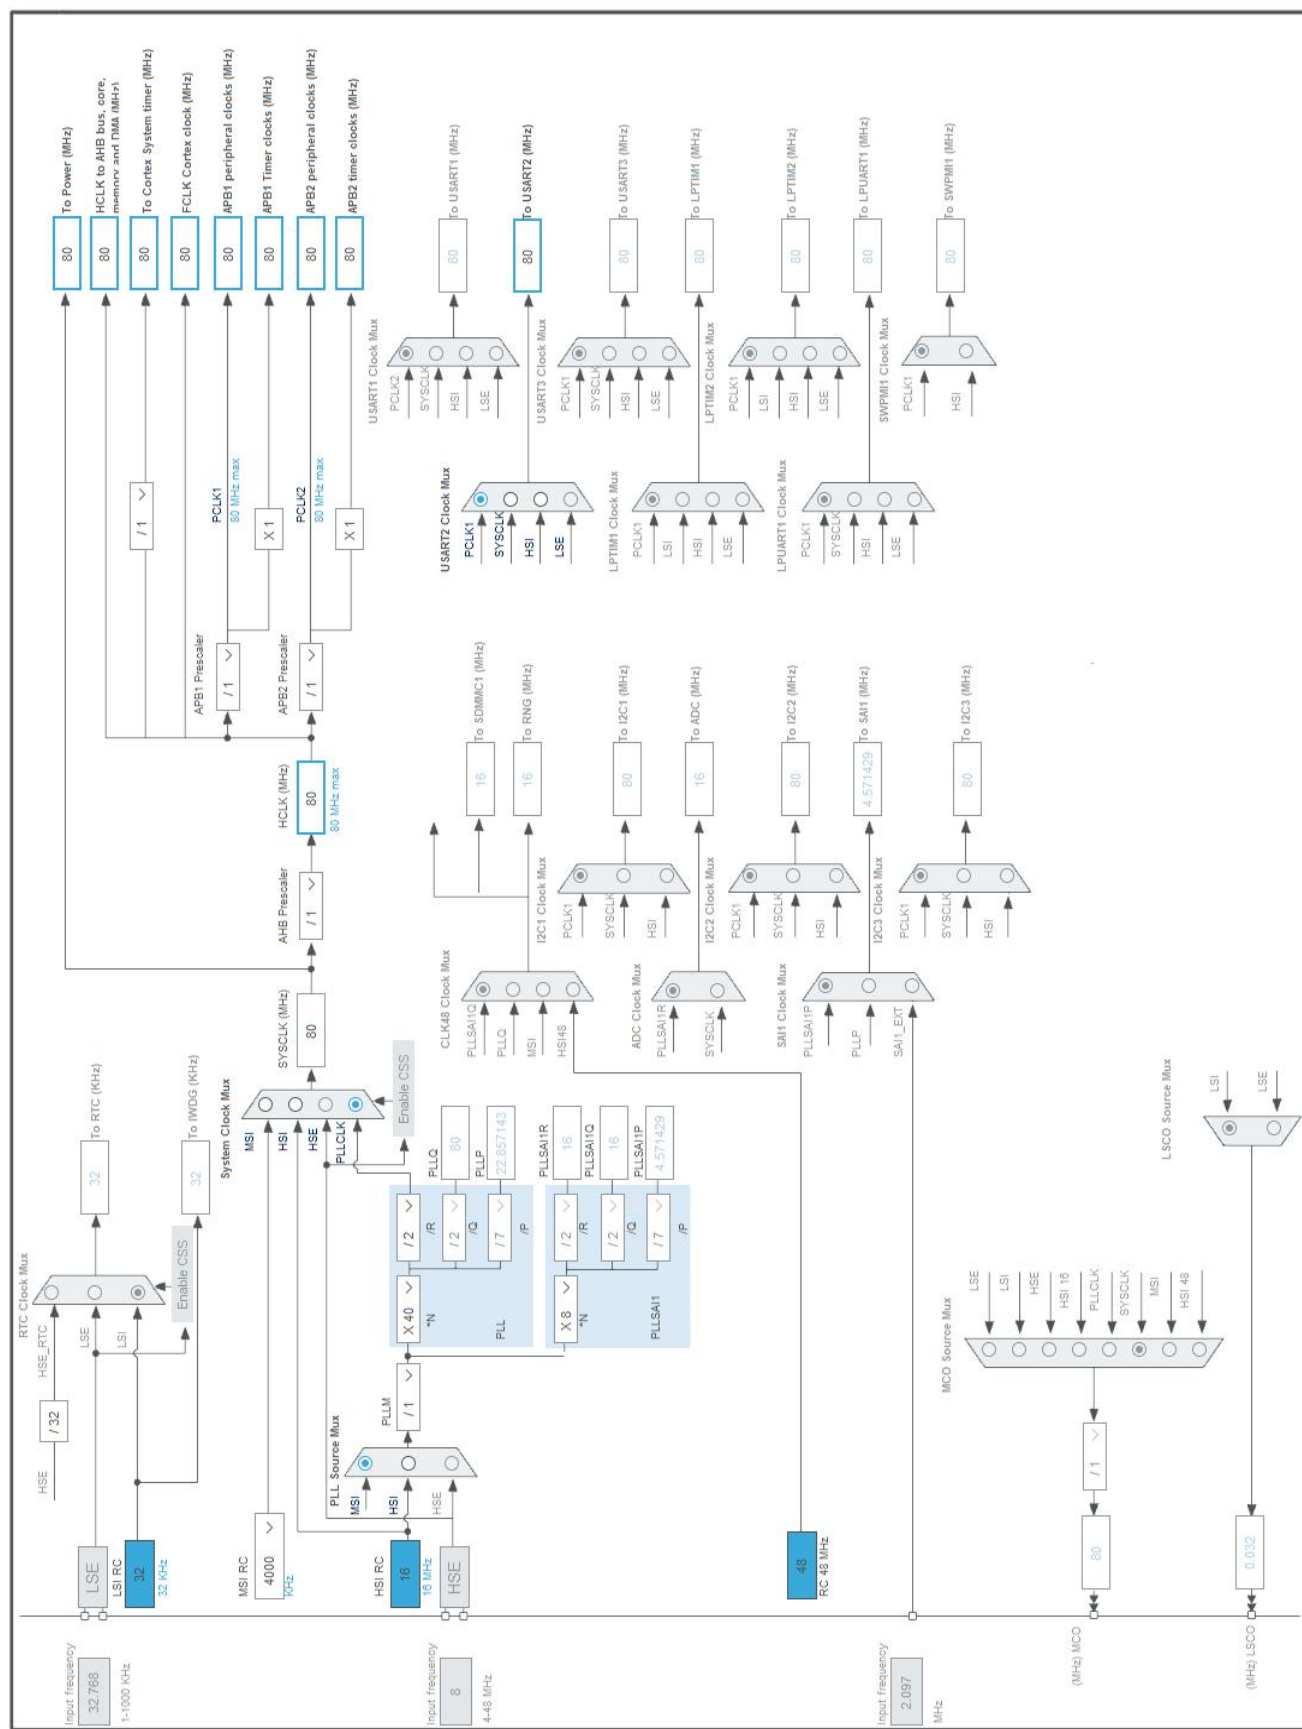 Input frequency
32.768
1-1000 KHz
LSE
LSI RC
32
32 KHz
HSE
/ 32
HSE_RTC
LSE
LSI
RTC Clock Mux
Enable CSS
32
To RTC (KHz)
32
To IWDG (KHz)
MSI RC
4000
KHz
HSI RC
16
16 MHz
Input frequency
8
4-48 MHz
HSE
PLL Source Mux
MSI
HSI
HSE
PLLM
/ 1
X 40
*N
/ 2
/R
/ 2
/Q
/ 7
/P
PLL
PLLQ
80
PLLP
22.857143
X 8
*N
/ 2
/R
/ 2
/Q
/ 7
/P
PLLSAI1
PLLSAI1R
16
PLLSAI1Q
16
PLLSAI1P
4.571429
System Clock Mux
MSI
HSI
HSE
PLLCLK
Enable CSS
SYSCLK (MHz)
80
AHB Prescaler
/ 1
HCLK (MHz)
80
80 MHz max
APB1 Prescaler
/ 1
APB2 Prescaler
/ 1
/ 1
PCLK1
80 MHz max
X 1
PCLK2
80 MHz max
X 1
80
To Power (MHz)
80
HCLK to AHB bus, core,
memory and DMA (MHz)
80
To Cortex System timer (MHz)
80
FCLK Cortex clock (MHz)
80
APB1 peripheral clocks (MHz)
80
APB1 Timer clocks (MHz)
80
APB2 peripheral clocks (MHz)
80
APB2 timer clocks (MHz)
48
RC 48 MHz
CLK48 Clock Mux
PLLSAI1Q
PLLQ
MSI
HSI48
16
To SDMMC1 (MHz)
16
To RNG (MHz)
I2C1 Clock Mux
PCLK1
SYSCLK
HSI
80
To I2C1 (MHz)
ADC Clock Mux
PLLSAI1R
SYSCLK
16
To ADC (MHz)
I2C2 Clock Mux
PCLK1
SYSCLK
HSI
80
To I2C2 (MHz)
Input frequency
2.097
MHz
SAI1 Clock Mux
PLLSAI1P
PLLP
SAI1_EXT
4.571429
To SAI1 (MHz)
I2C3 Clock Mux
PCLK1
SYSCLK
HSI
80
To I2C3 (MHz)
USART1 Clock Mux
PCLK2
SYSCLK
HSI
LSE
80
To USART1 (MHz)
USART2 Clock Mux
PCLK1
SYSCLK
HSI
LSE
80
To USART2 (MHz)
USART3 Clock Mux
PCLK1
SYSCLK
HSI
LSE
80
To USART3 (MHz)
LPTIM1 Clock Mux
PCLK1
LSI
HSI
LSE
80
To LPTIM1 (MHz)
LPTIM2 Clock Mux
PCLK1
LSI
HSI
LSE
80
To LPTIM2 (MHz)
LPUART1 Clock Mux
PCLK1
SYSCLK
HSI
LSE
80
To LPUART1 (MHz)
SWPMI1 Clock Mux
PCLK1
HSI
80
To SWPMI1 (MHz)
(MHz) MCO
80
/ 1
MCO Source Mux
LSE
LSI
HSE
HSI 16
PLLCLK
SYSCLK
MSI
HSI 48
(MHz) LSCO
0.032
LSCO Source Mux
LSI
LSE